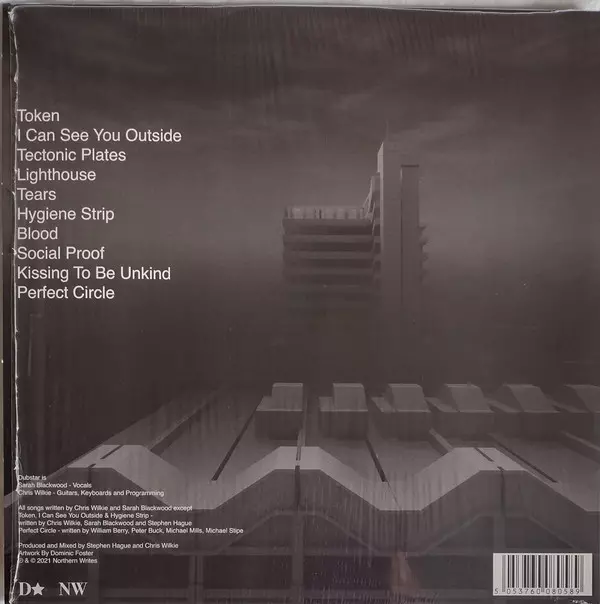 Token
I Can See You Outside
Tectonic Plates
Lighthouse
Tears
Hygiene Strip
Blood
Social Proof
Kissing To Be Unkind
Perfect Circle
Dubstar is
Sarah Blackwood - Vocals
Chris Wilkie - Guitars, Keyboards and Programming
All songs written by Chris Wilkie and Sarah Blackwood except
Token, I Can See You Outside & Hygiene Strip -
written by Chris Wilkie, Sarah Blackwood and Stephen Hague
Perfect Circle - written by William Berry, Peter Buck, Michael Mills, Michael Stipe
Produced and Mixed by Stephen Hague and Chris Wilkie
Artwork By Dominic Foster
℗ & © 2021 Northern Writes
D★ NW
5 053760 080589